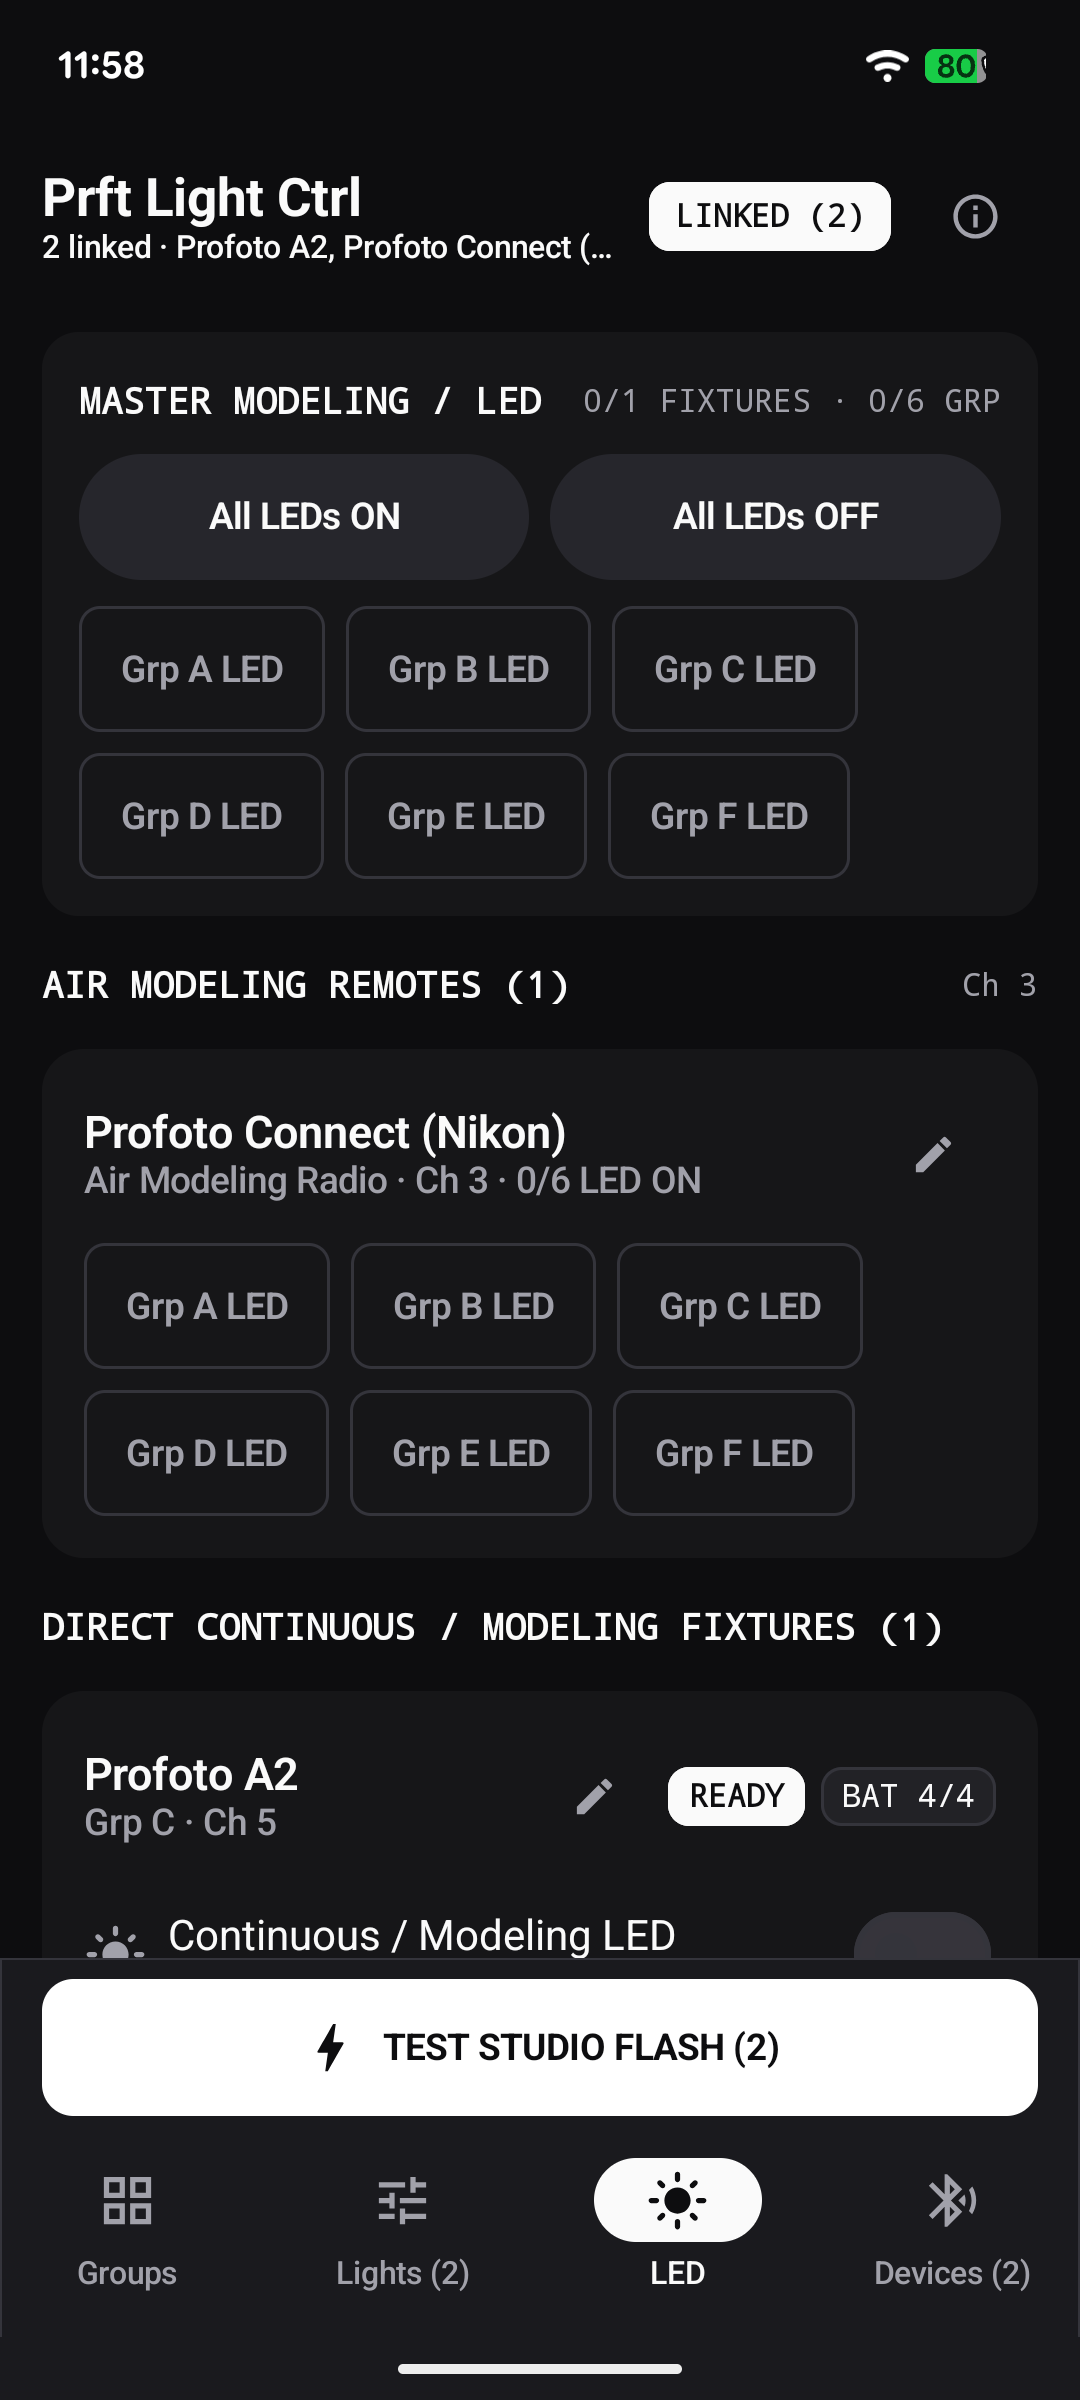 11:58
80
Prft Light Ctrl
2 linked · Profoto A2, Profoto Connect (...
LINKED (2)
MASTER MODELING / LED
0/1 FIXTURES · 0/6 GRP
All LEDs ON
All LEDs OFF
Grp A LED
Grp B LED
Grp C LED
Grp D LED
Grp E LED
Grp F LED
AIR MODELING REMOTES (1)
Ch 3
Profoto Connect (Nikon)
Air Modeling Radio · Ch 3 · 0/6 LED ON
Grp A LED
Grp B LED
Grp C LED
Grp D LED
Grp E LED
Grp F LED
DIRECT CONTINUOUS / MODELING FIXTURES (1)
Profoto A2
Grp C · Ch 5
READY
BAT 4/4
Continuous / Modeling LED
TEST STUDIO FLASH (2)
Groups
Lights (2)
LED
Devices (2)